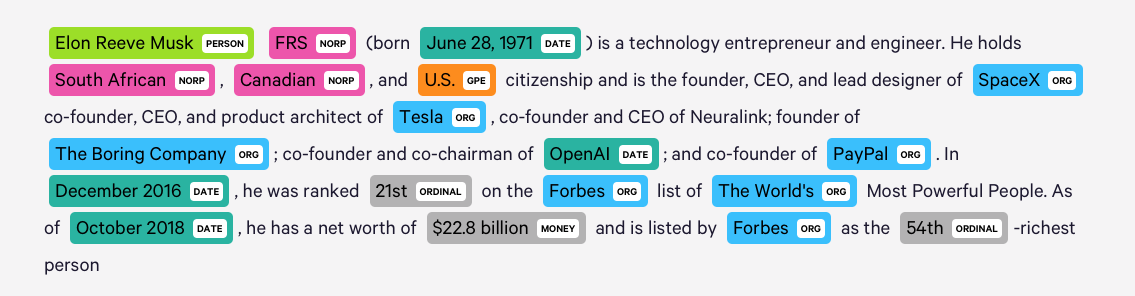 Elon Reeve Musk PERSON FRS NORP (born June 28, 1971 DATE ) is a technology entrepreneur and engineer. He holds
South African NORP , Canadian NORP , and U.S. GPE citizenship and is the founder, CEO, and lead designer of SpaceX ORG
co-founder, CEO, and product architect of Tesla ORG , co-founder and CEO of Neuralink; founder of
The Boring Company ORG ; co-founder and co-chairman of OpenAI DATE ; and co-founder of PayPal ORG . In
December 2016 DATE , he was ranked 21st ORDINAL on the Forbes ORG list of The World's ORG Most Powerful People. As
of October 2018 DATE , he has a net worth of $22.8 billion MONEY and is listed by Forbes ORG as the 54th ORDINAL -richest
person